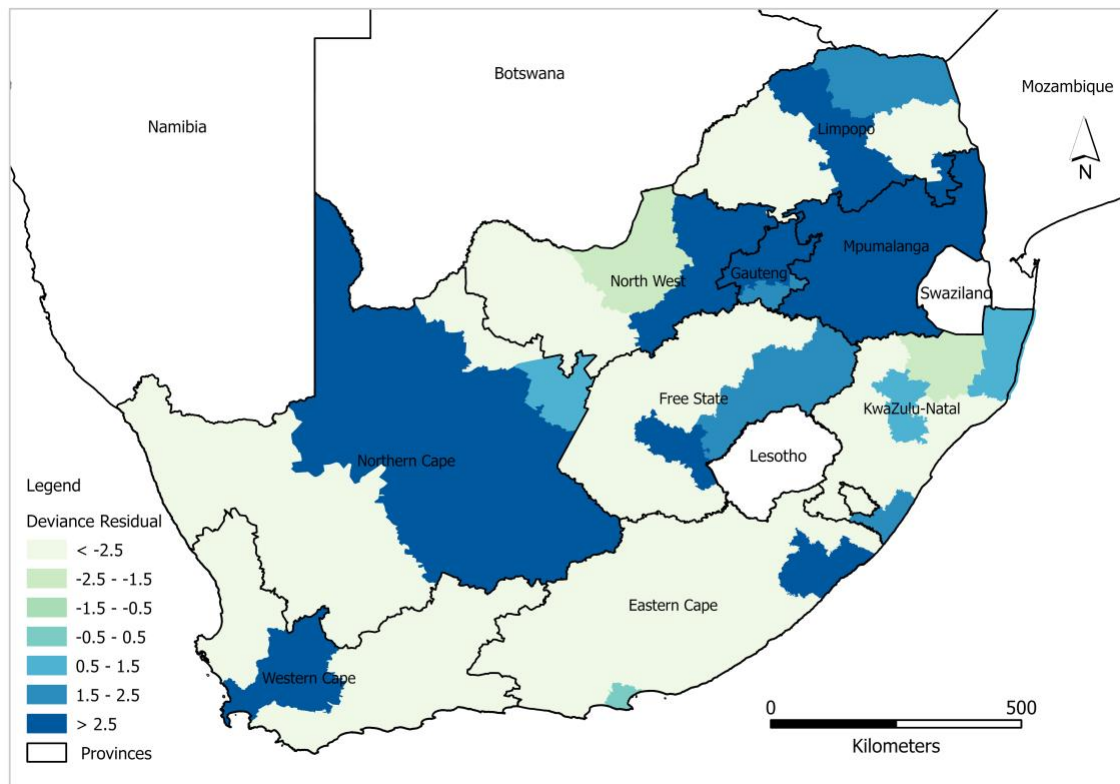 Botswana
Mozambique
Namibia
Limpopo
N
Mpumalanga
North West
Gauteng
Swaziland
Free State
KwaZulu-Natal
Lesotho
Northern Cape
Eastern Cape
Western Cape
Legend
Deviance Residual
< -2.5
-2.5 - -1.5
-1.5 - -0.5
-0.5 - 0.5
0.5 - 1.5
1.5 - 2.5
> 2.5
Provinces
0 500
Kilometers